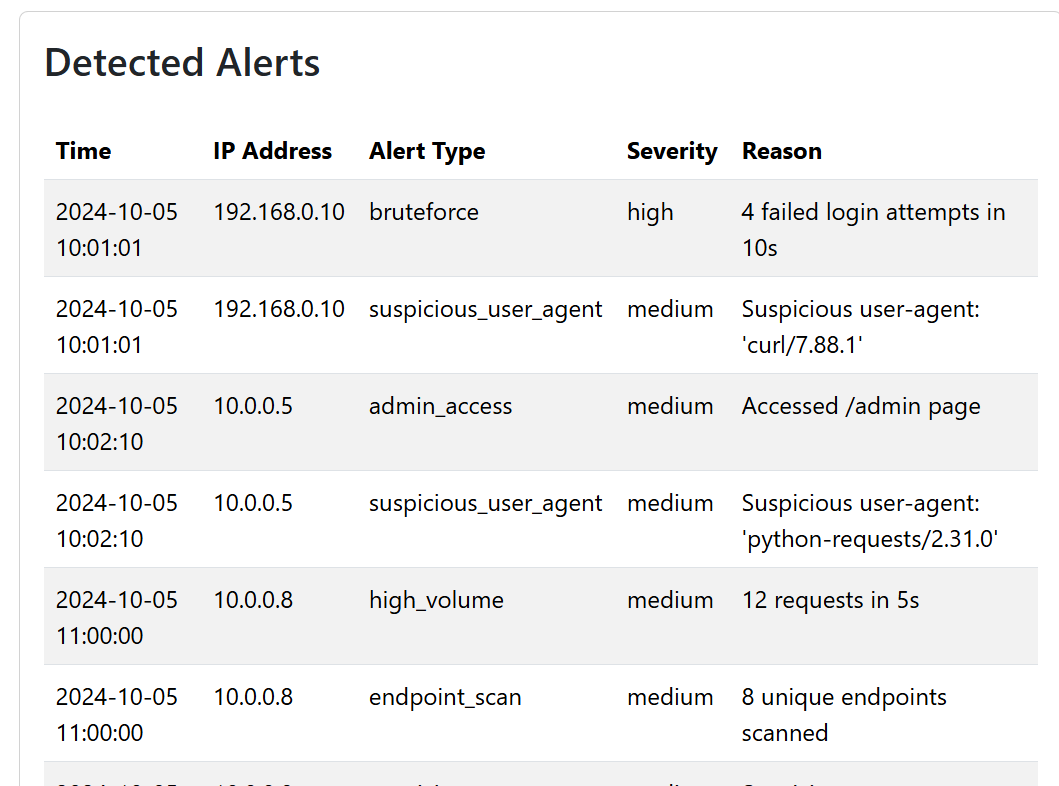 Detected Alerts
Time IP Address Alert Type Severity Reason
2024-10-05 192.168.0.10 bruteforce high 4 failed login attempts in
10:01:01 10s
2024-10-05 192.168.0.10 suspicious_user_agent medium Suspicious user-agent:
10:01:01 'curl/7.88.1'
2024-10-05 10.0.0.5 admin_access medium Accessed /admin page
10:02:10
2024-10-05 10.0.0.5 suspicious_user_agent medium Suspicious user-agent:
10:02:10 'python-requests/2.31.0'
2024-10-05 10.0.0.8 high_volume medium 12 requests in 5s
11:00:00
2024-10-05 10.0.0.8 endpoint_scan medium 8 unique endpoints
11:00:00 scanned